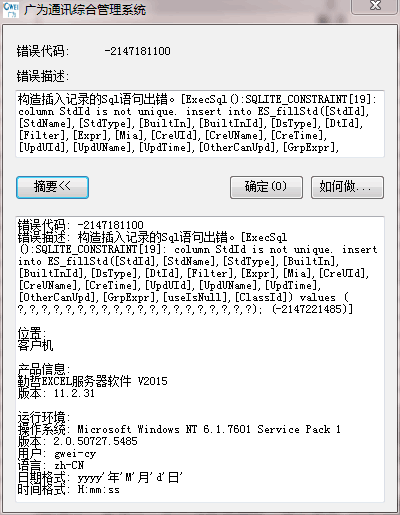 Gwei 广为通讯综合管理系统
错误代码: -2147181100
错误描述:
构造插入记录的Sql语句出错。[ExecSql():SQLITE_CONSTRAINT[19]:
column StdId is not unique. insert into ES_fillStd([StdId],
[StdName],[StdType],[BuiltIn],[BuiltInId],[DsType],[DtId],
[Filter],[Expr],[Mia],[CreUId],[CreUName],[CreTime],
[UpdUID],[UpdUName],[UpdTime],[OtherCanUpd],[GrpExpr],
摘要<< 确定(O) 如何做...
错误代码: -2147181100
错误描述: 构造插入记录的Sql语句出错。[ExecSql
():SQLITE_CONSTRAINT[19]: column StdId is not unique. insert
into ES_fillStd([StdId],[StdName],[StdType],[BuiltIn],
[BuiltInId],[DsType],[DtId],[Filter],[Expr],[Mia],[CreUId],
[CreUName],[CreTime],[UpdUID],[UpdUName],[UpdTime],
[OtherCanUpd],[GrpExpr],[useIsNull],[ClassId]) values (
?,?,?,?,?,?,?,?,?,?,?,?,?,?,?,?,?,?,?,?); (-2147221485)]
位置:
客户机
产品信息:
勤哲EXCEL服务器软件 V2015
版本: 11.2.31
运行环境:
操作系统: Microsoft Windows NT 6.1.7601 Service Pack 1
版本: 2.0.50727.5485
用户: gwei-cy
语言: zh-CN
日期格式: yyyy'年'M'月'd'日'
时间格式: H:mm:ss